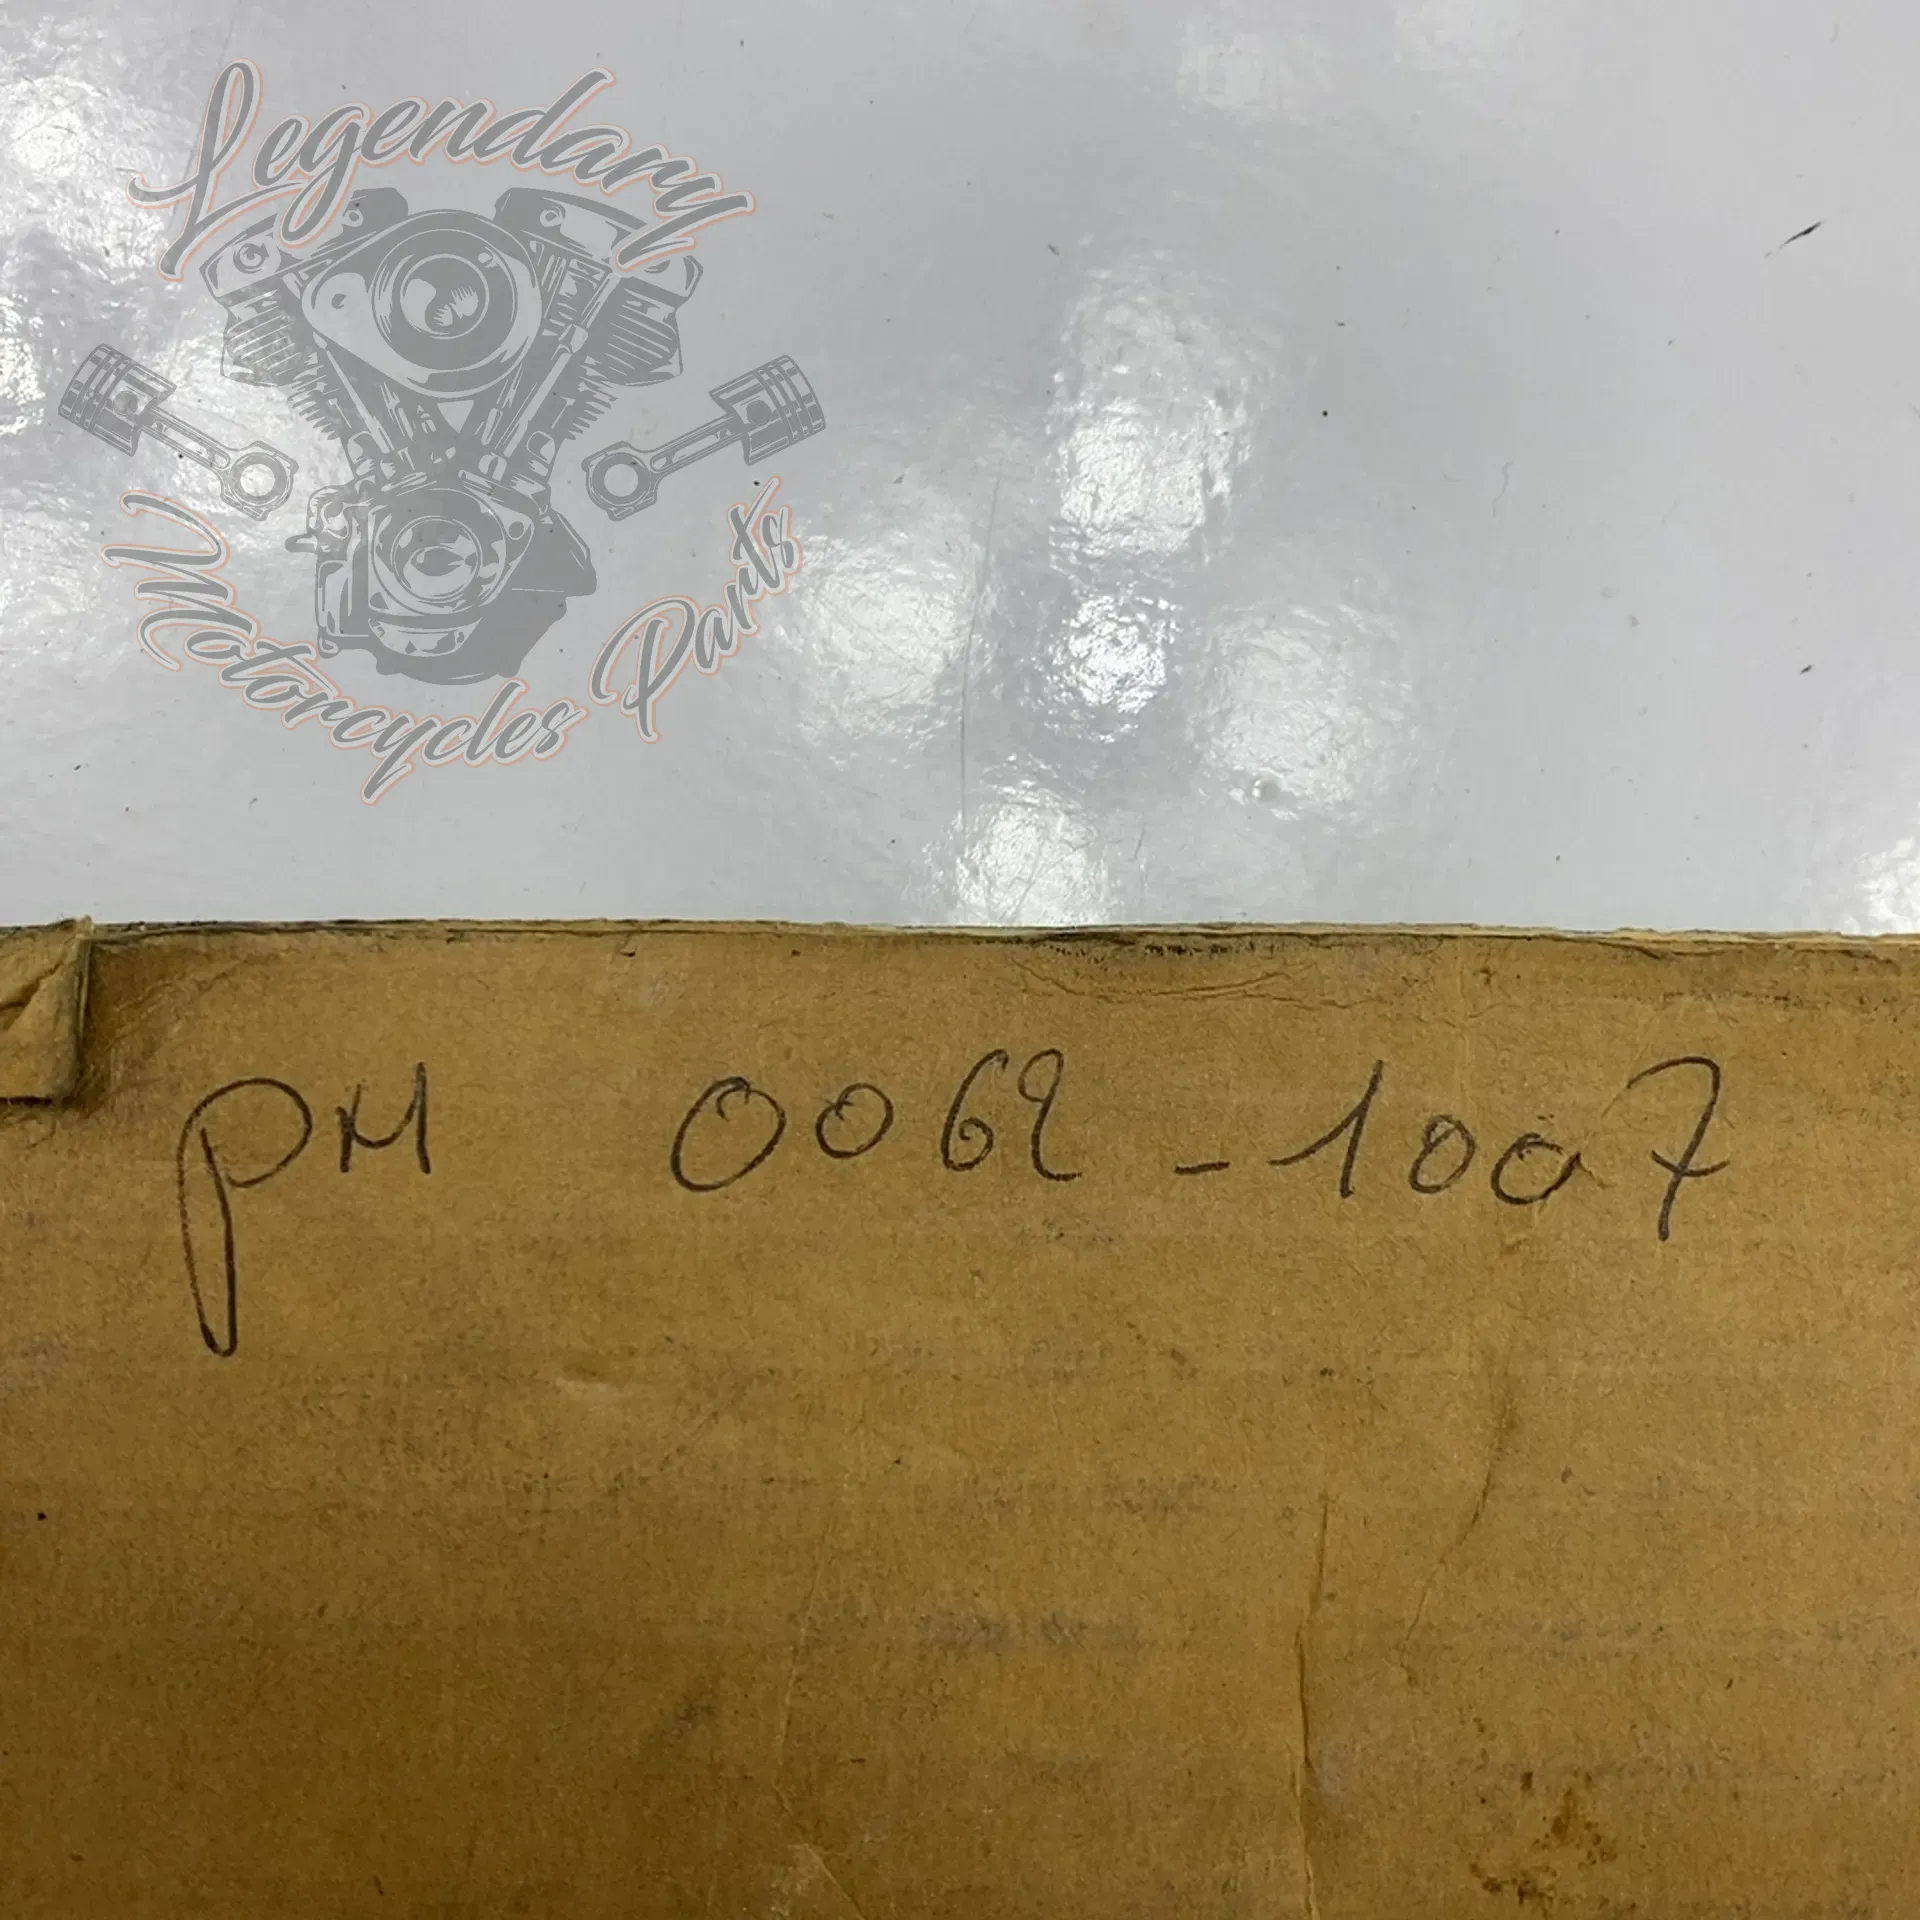 Legendary
Motorcycles Parts
PM 0062-1007